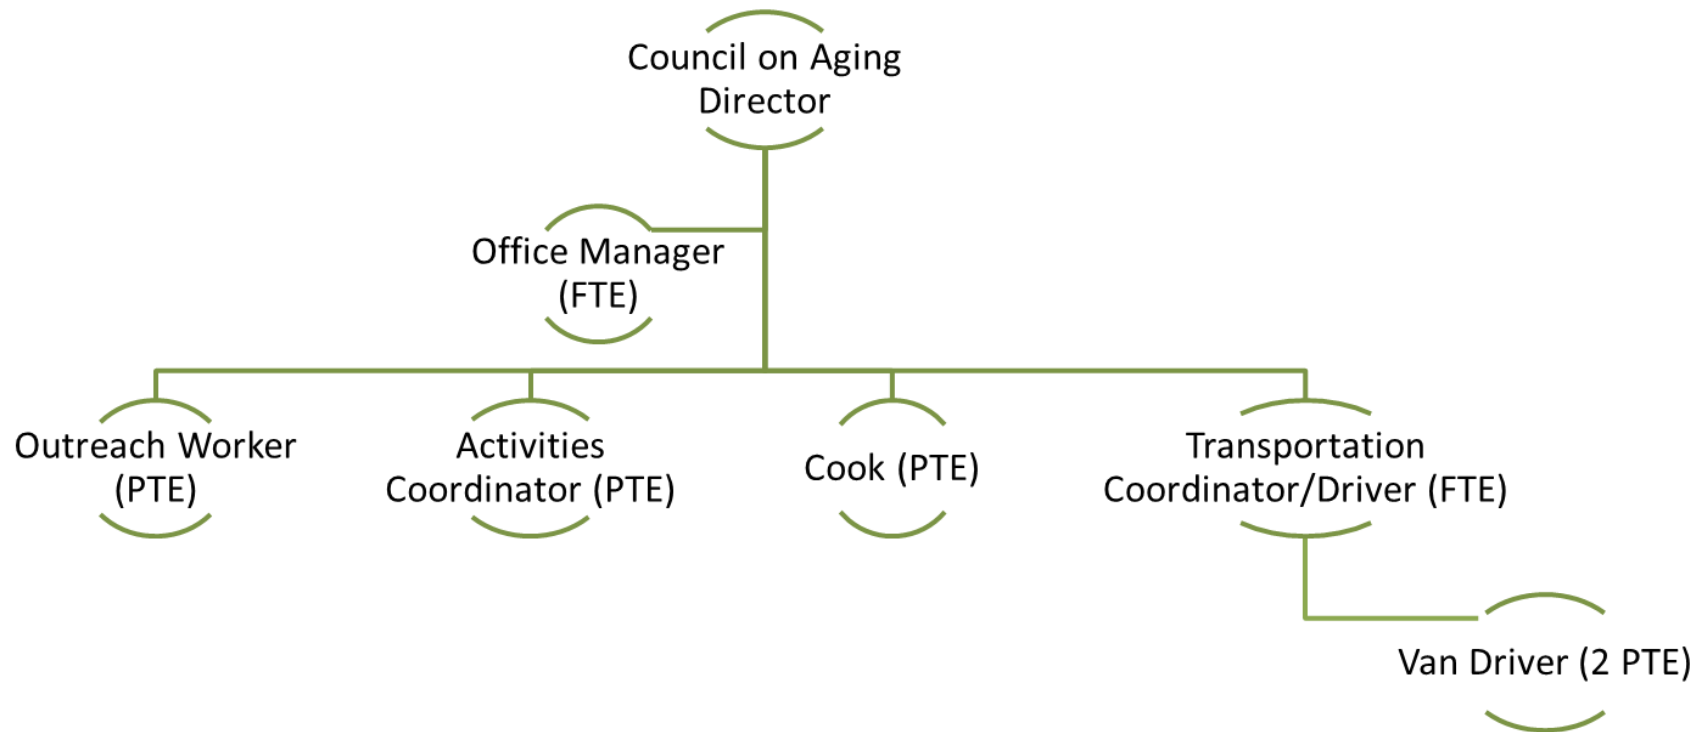 Council on Aging
Director
Office Manager
(FTE)
Outreach Worker
(PTE)
Activities
Coordinator (PTE)
Cook (PTE)
Transportation
Coordinator/Driver (FTE)
Van Driver (2 PTE)